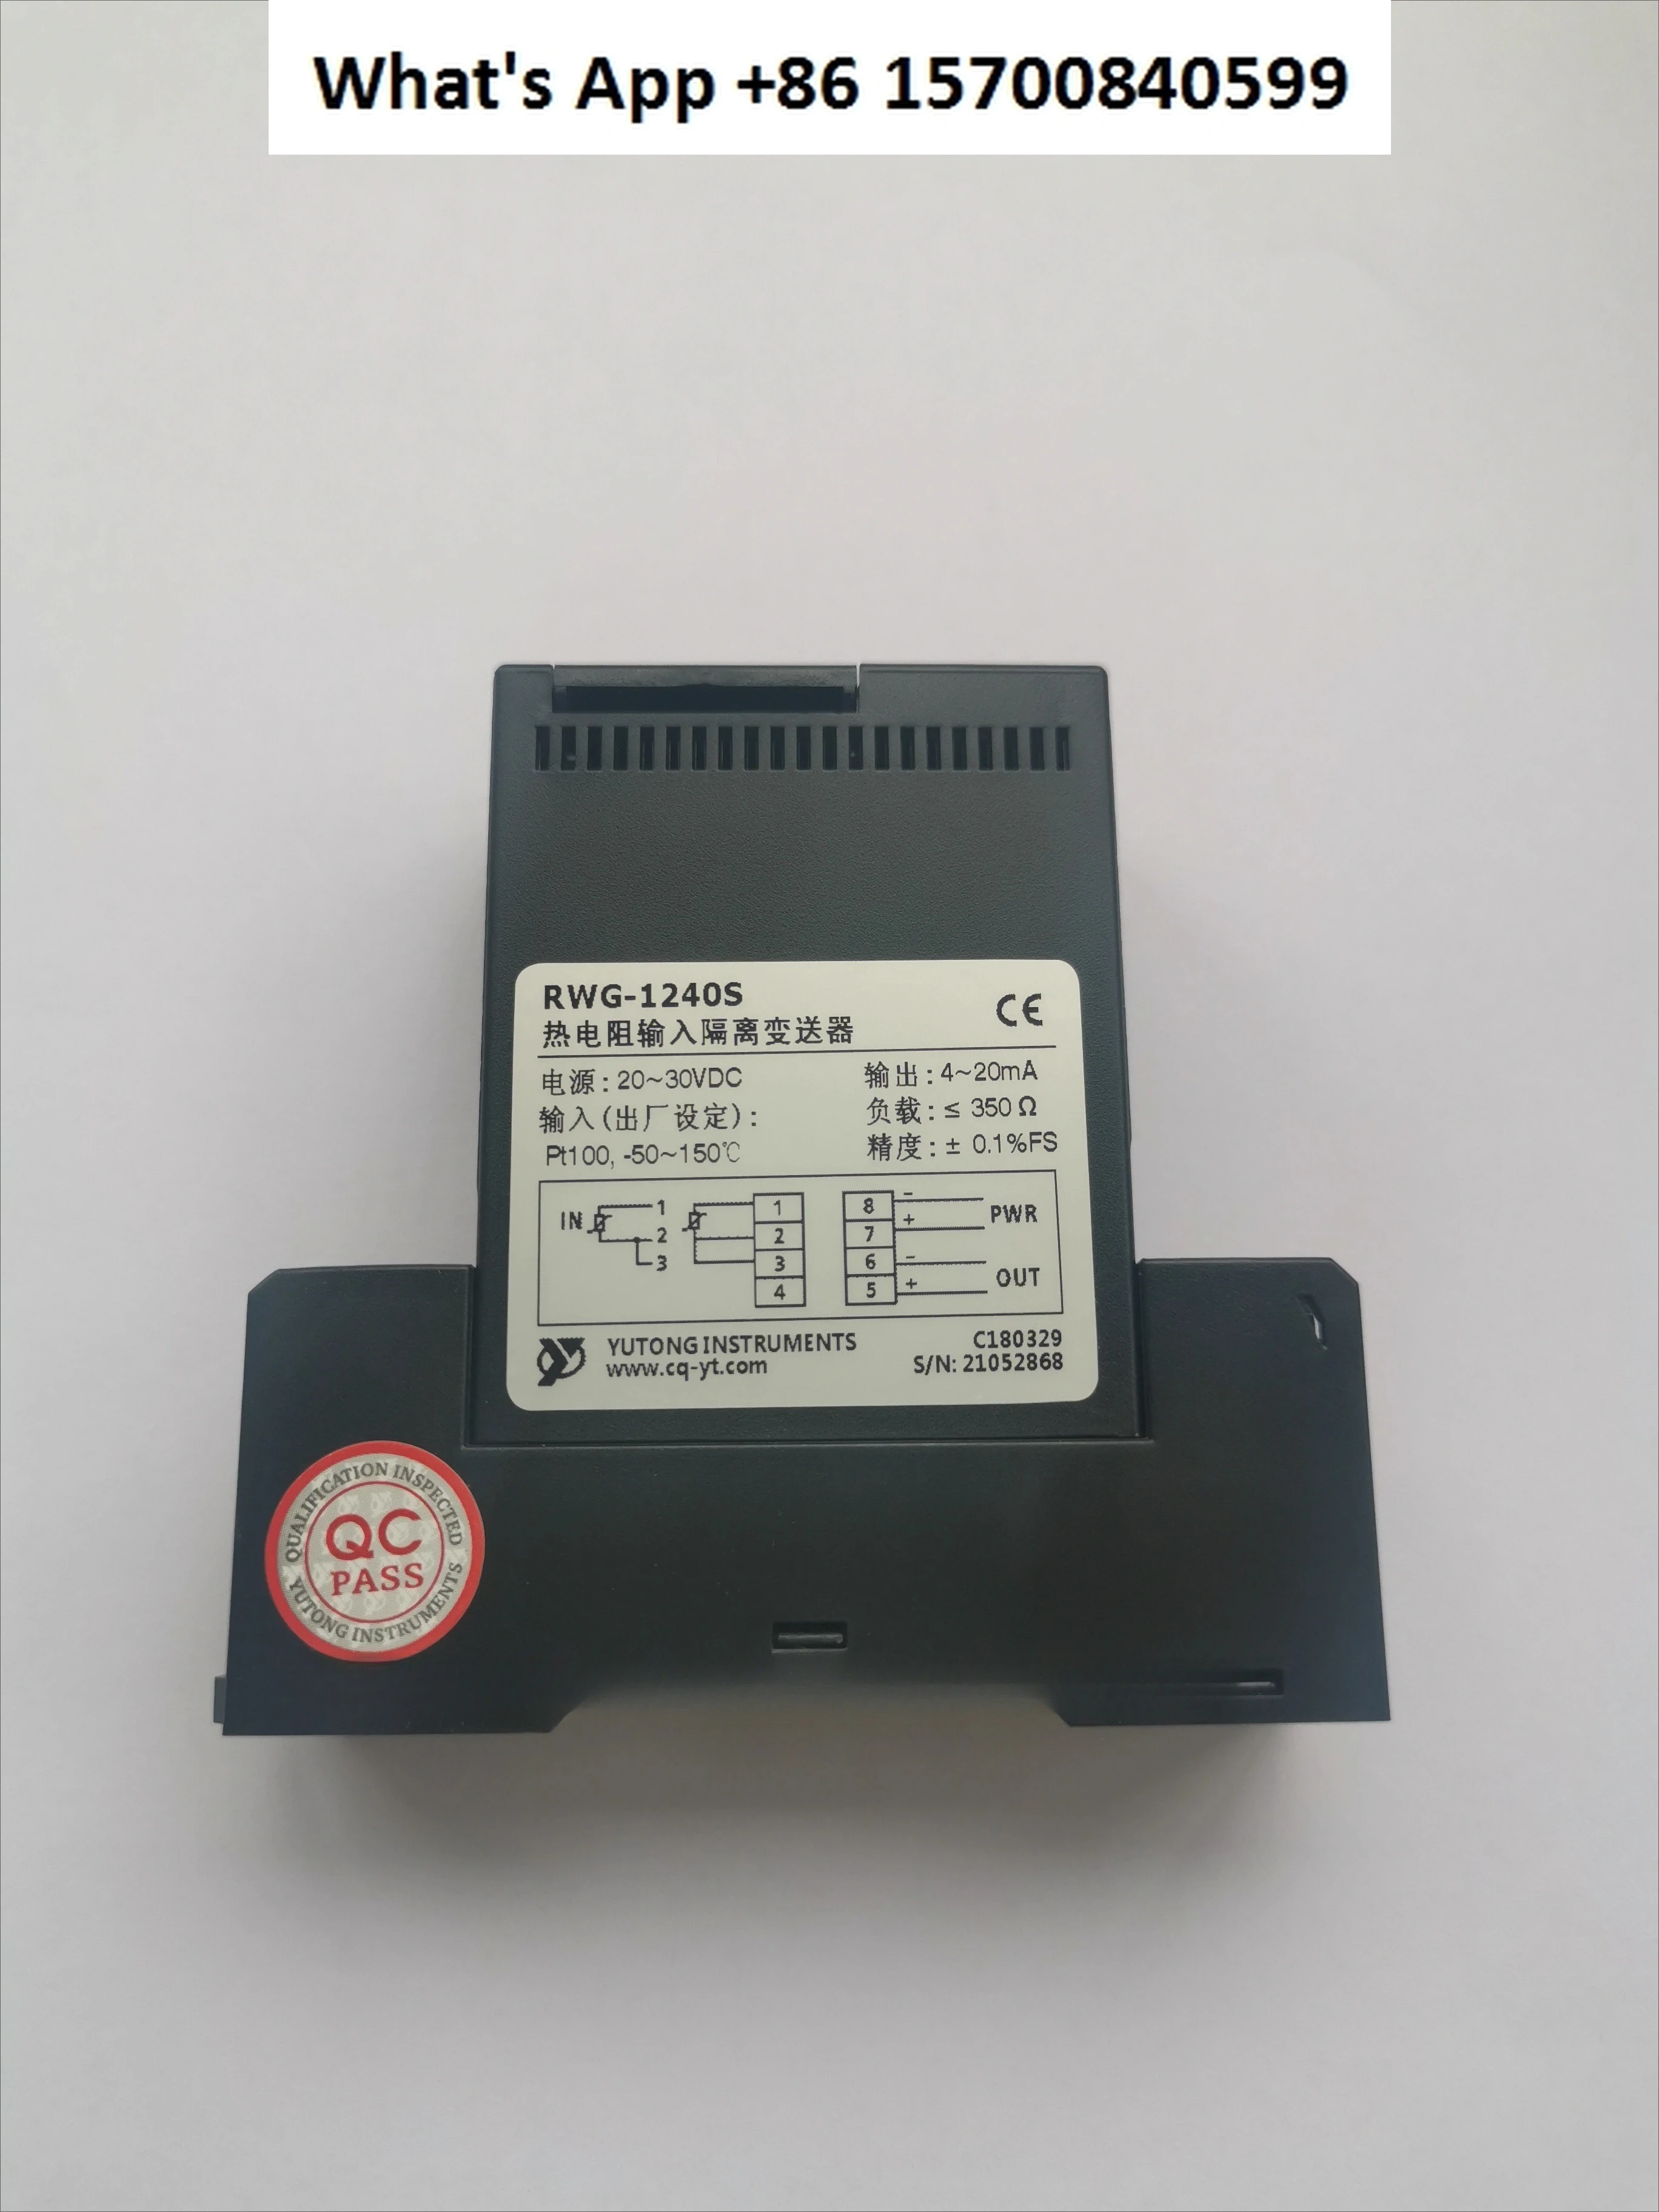 What's App +86 15700840599
RWG-1240S
CE
热电阻输入隔离变送器
电源：20~30VDC
输出：4~20mA
输入(出厂设定)：
负载：≤ 350 Ω
Pt100, -50~150℃
精度：± 0.1%FS
IN
1
2
3
1
2
3
4
8
7
6
5
-
+
-
+
PWR
OUT
YUTONG INSTRUMENTS
www.cq-yt.com
C180329
S/N: 21052868
QUALIFICATION INSPECTED
QC
PASS
YUTONG INSTRUMENTS